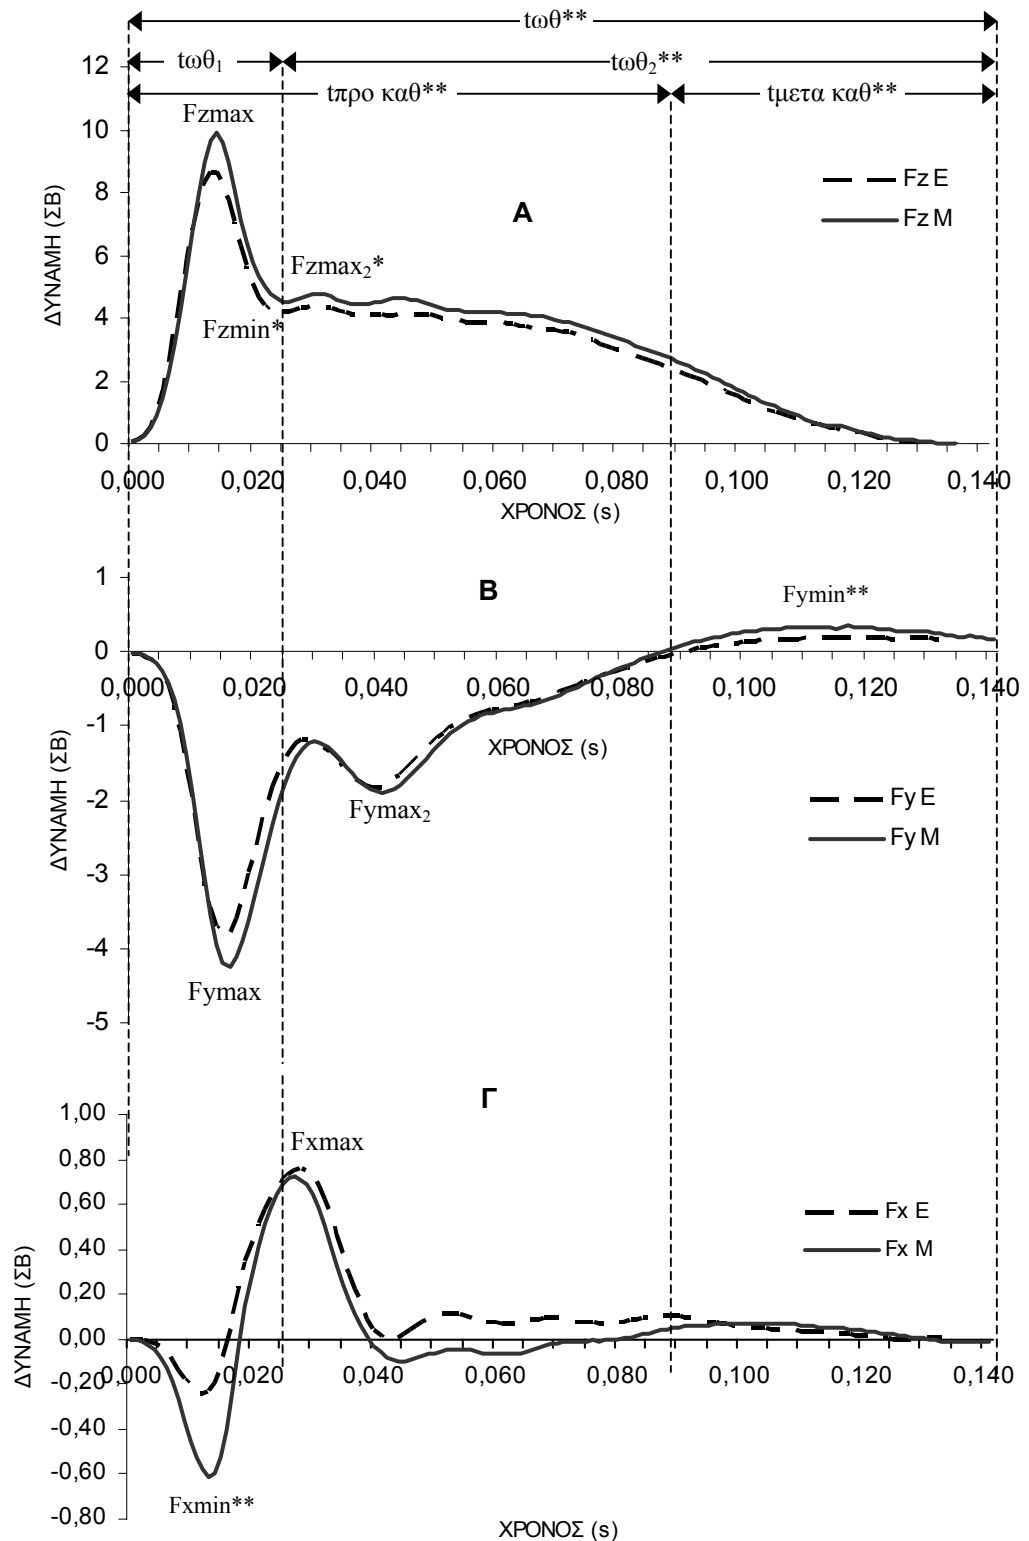 tωθ**
tωθ₁ tωθ₂**
tπρο καθ** tμετα καθ**
12
Fzmax
10
Fz E
8
Fz M
Α
ΔΥΝΑΜΗ (ΣΒ)
6
Fzmax₂*
4
Fzmin*
2
0
0,000 0,020 0,040 0,060 0,080 0,100 0,120 0,140
ΧΡΟΝΟΣ (s)
1
Β
Fymin**
0
0,000 0,020 0,040 0,060 0,080 0,100 0,120 0,140
-1
ΧΡΟΝΟΣ (s)
ΔΥΝΑΜΗ (ΣΒ)
-2
Fymax₂
Fy E
Fy M
-3
-4
Fymax
-5
Γ
1,00
Fxmax
0,80
0,60
Fx E
0,40
Fx M
ΔΥΝΑΜΗ (ΣΒ)
0,20
0,00
0,000 0,020 0,040 0,060 0,080 0,100 0,120 0,140
-0,20
-0,40
-0,60
Fxmin**
-0,80
ΧΡΟΝΟΣ (s)